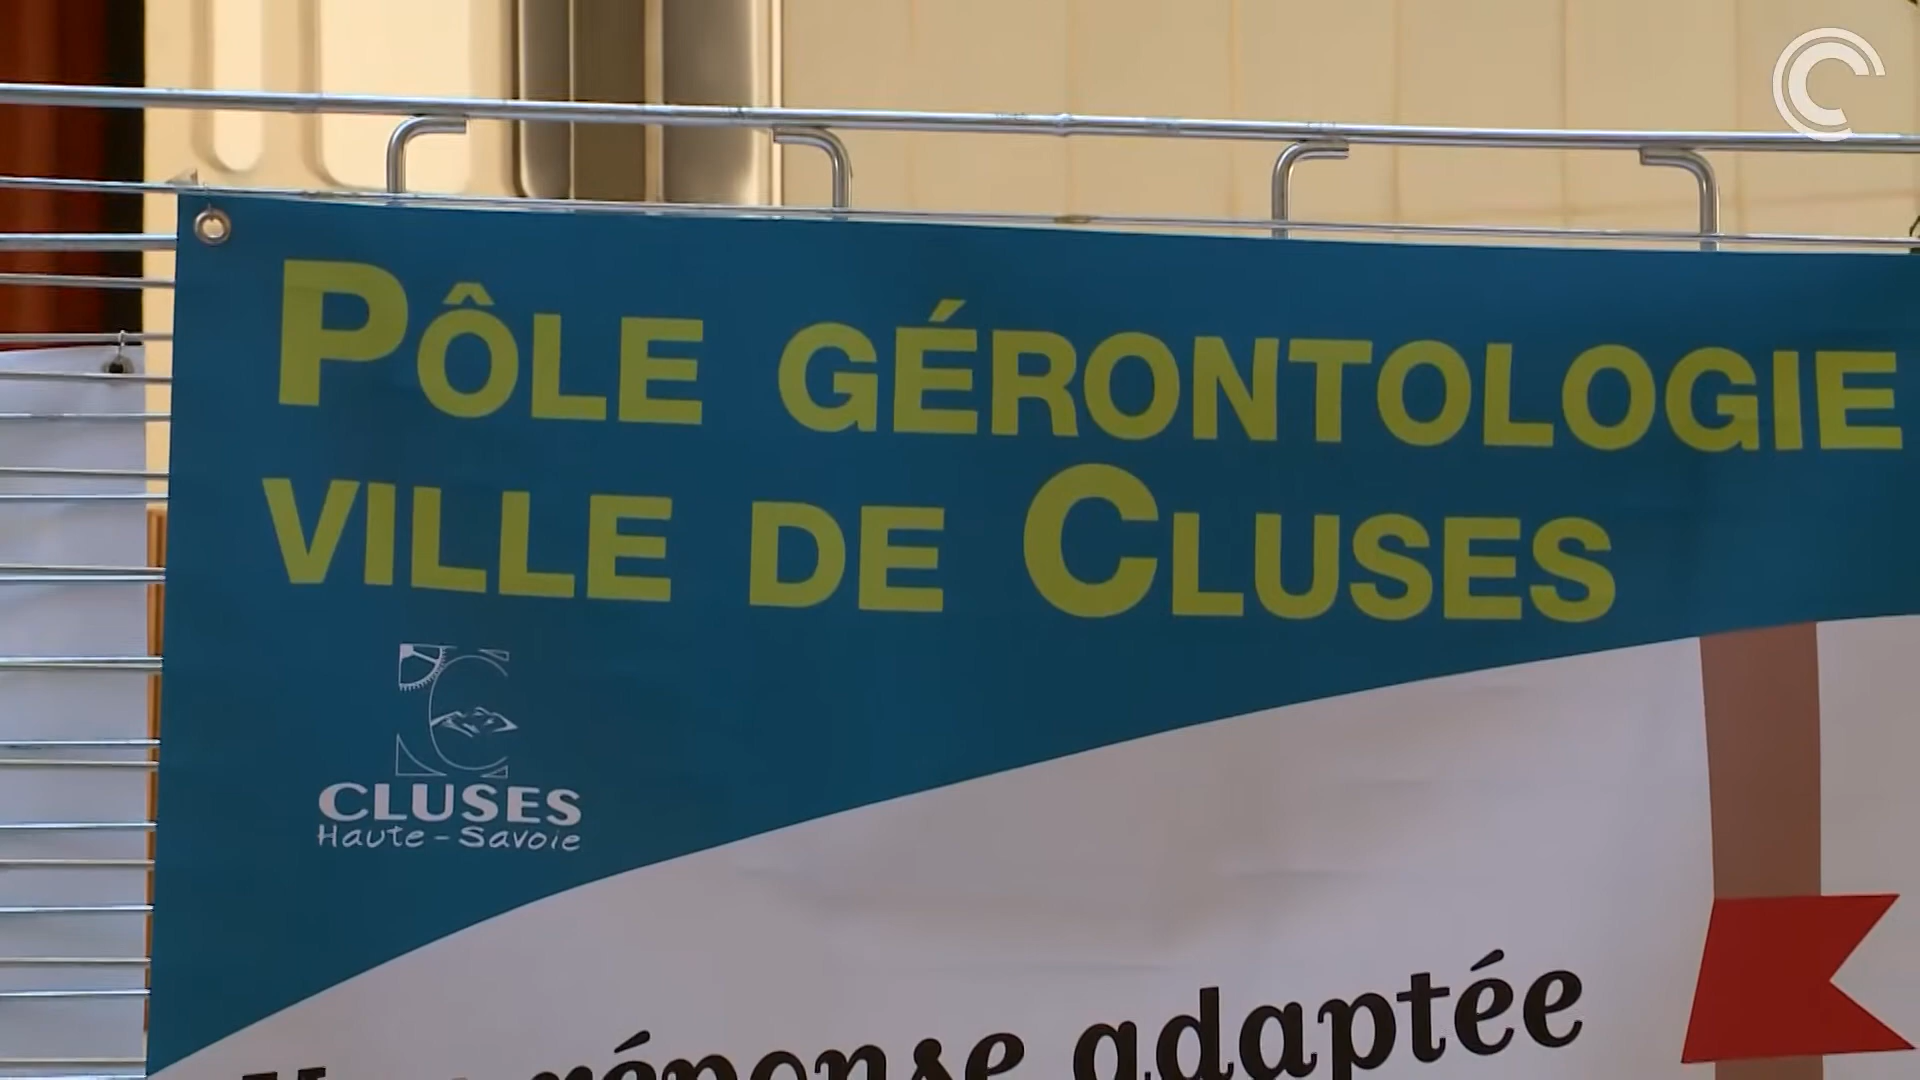 PÔLE GÉRONTOLOGIE
VILLE DE CLUSES
CLUSES
Haute-Savoie
réponse adaptée